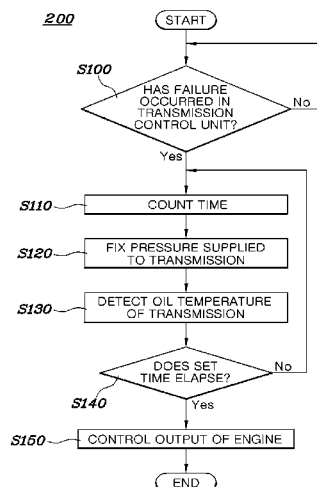 200
START
S100
HAS FAILURE
OCCURRED IN
TRANSMISSION
CONTROL UNIT?
No
Yes
S110
COUNT TIME
S120
FIX PRESSURE SUPPLIED
TO TRANSMISSION
S130
DETECT OIL TEMPERATURE
OF TRANSMISSION
DOES SET
TIME ELAPSE?
No
S140
Yes
S150
CONTROL OUTPUT OF ENGINE
END